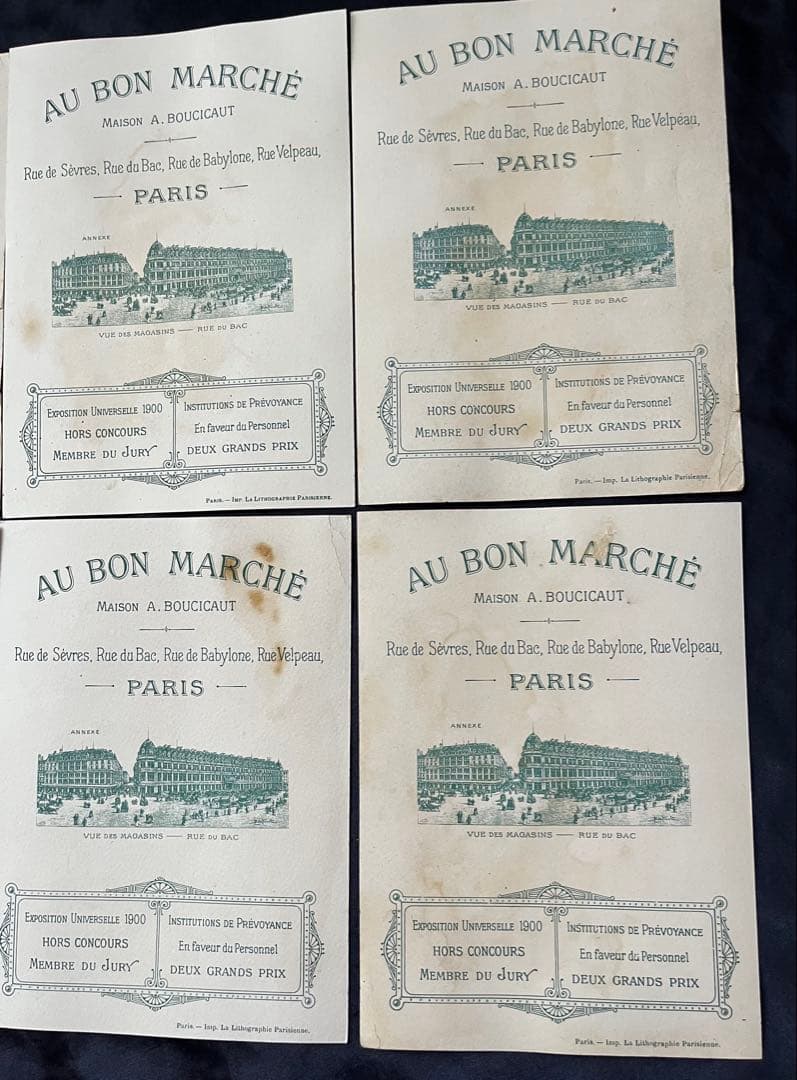 AU BON MARCHÉ
MAISON A. BOUCICAUT
Rue de Sèvres, Rue du Bac, Rue de Babylone, Rue Velpeau,
PARIS
ANNEXE
VUE DES MAGASINS — RUE DU BAC
EXPOSITION UNIVERSELLE 1900
HORS CONCOURS
MEMBRE DU JURY
INSTITUTIONS DE PRÉVOYANCE
En faveur du Personnel
DEUX GRANDS PRIX
PARIS. — IMP. LA LITHOGRAPHIE PARISIENNE.
AU BON MARCHÉ
MAISON A. BOUCICAUT
Rue de Sèvres, Rue du Bac, Rue de Babylone, Rue Velpeau,
PARIS
ANNEXE
VUE DES MAGASINS — RUE DU BAC
EXPOSITION UNIVERSELLE 1900
HORS CONCOURS
MEMBRE DU JURY
INSTITUTIONS DE PRÉVOYANCE
En faveur du Personnel
DEUX GRANDS PRIX
Paris. — Imp. La Lithographie Parisienne.
AU BON MARCHÉ
MAISON A. BOUCICAUT
Rue de Sèvres, Rue du Bac, Rue de Babylone, Rue Velpeau,
PARIS
ANNEXE
VUE DES MAGASINS — RUE DU BAC
EXPOSITION UNIVERSELLE 1900
HORS CONCOURS
MEMBRE DU JURY
INSTITUTIONS DE PRÉVOYANCE
En faveur du Personnel
DEUX GRANDS PRIX
Paris. — Imp. La Lithographie Parisienne.
AU BON MARCHÉ
MAISON A. BOUCICAUT
Rue de Sèvres, Rue du Bac, Rue de Babylone, Rue Velpeau,
PARIS
ANNEXE
VUE DES MAGASINS — RUE DU BAC
EXPOSITION UNIVERSELLE 1900
HORS CONCOURS
MEMBRE DU JURY
INSTITUTIONS DE PRÉVOYANCE
En faveur du Personnel
DEUX GRANDS PRIX
Paris. — Imp. La Lithographie Parisienne.